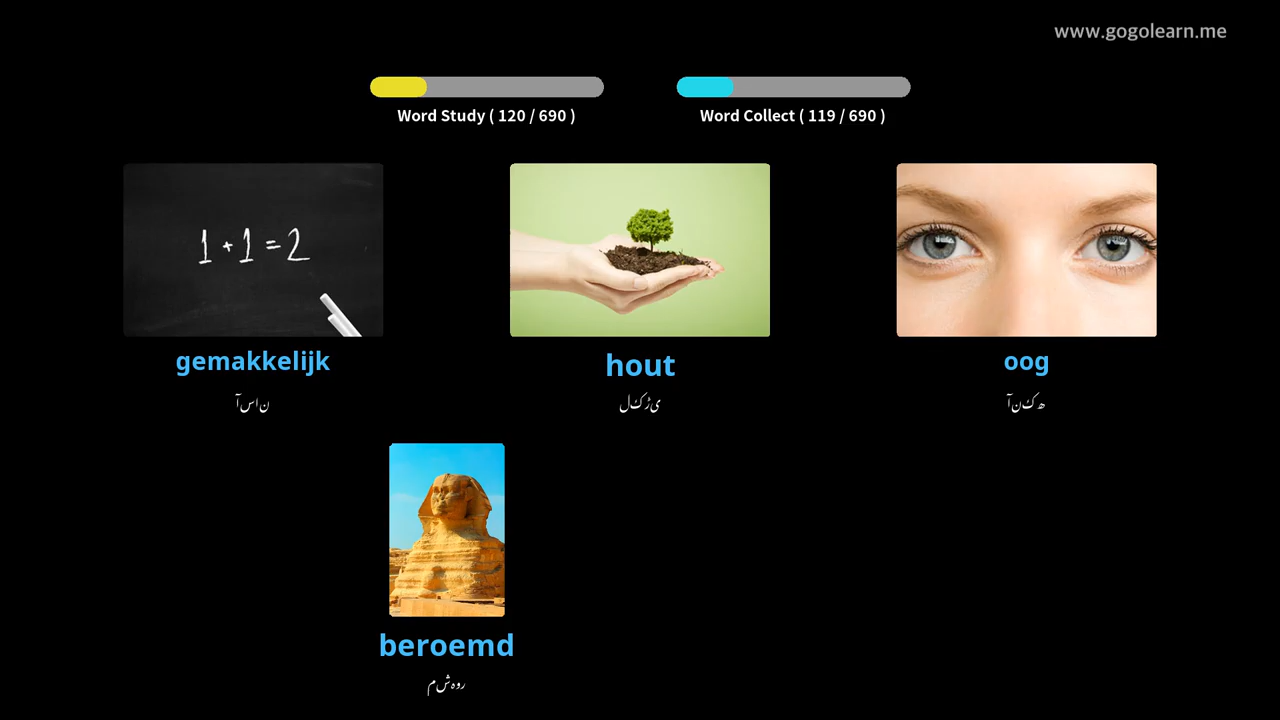 www.gogolearn.me
Word Study ( 120 / 690 )
Word Collect ( 119 / 690 )
1 + 1 = 2
gemakkelijk
آسان
hout
لکڑی
oog
آنکھ
beroemd
مشہور